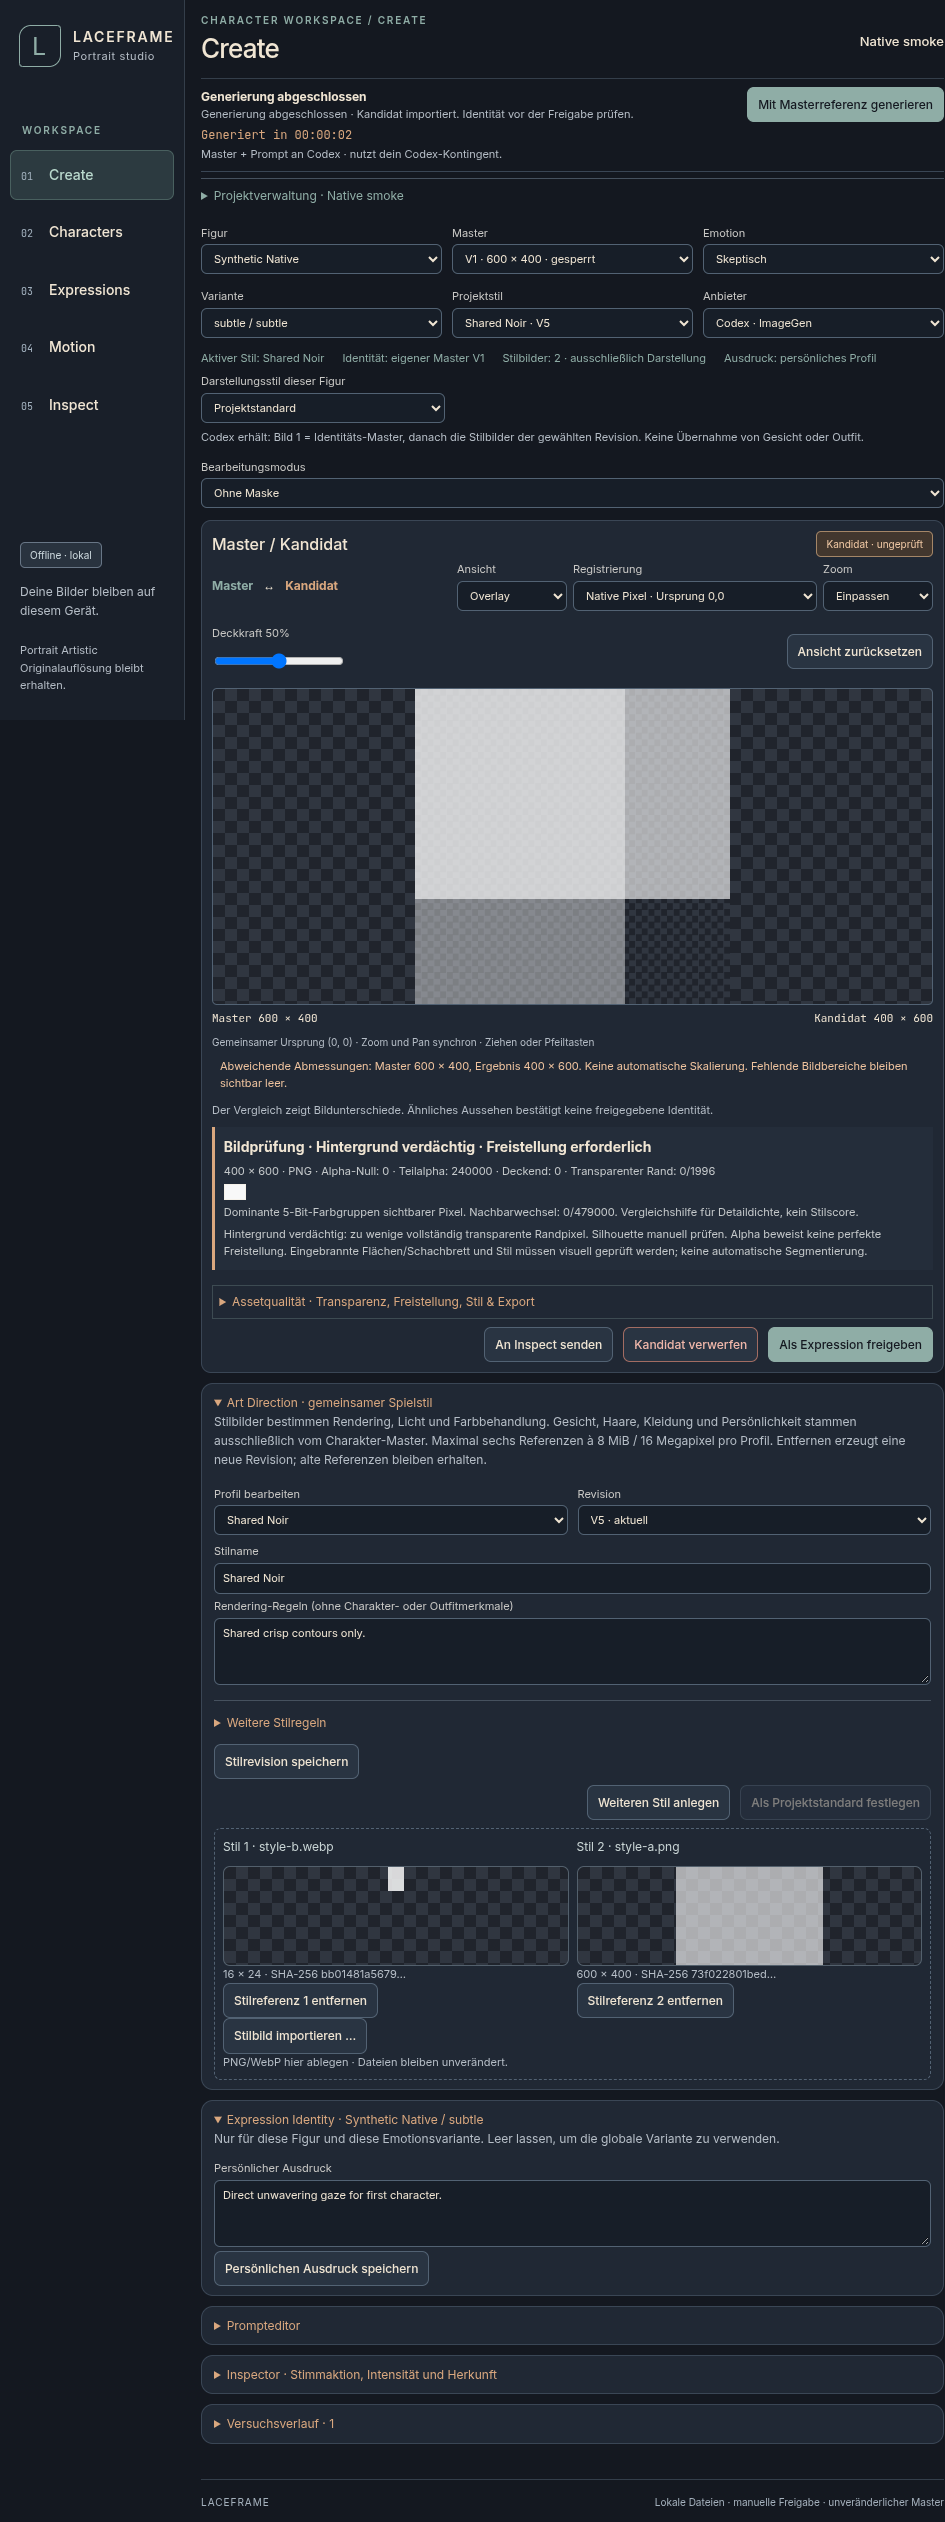 L
LACEFRAME
Portrait studio
WORKSPACE
01 Create
02 Characters
03 Expressions
04 Motion
05 Inspect
Offline · lokal
Deine Bilder bleiben auf
diesem Gerät.
Portrait Artistic
Originalauflösung bleibt
erhalten.
CHARACTER WORKSPACE / CREATE
Create
Native smoke
Generierung abgeschlossen
Generierung abgeschlossen · Kandidat importiert. Identität vor der Freigabe prüfen.
Generiert in 00:00:02
Master + Prompt an Codex · nutzt dein Codex-Kontingent.
Mit Masterreferenz generieren
▶ Projektverwaltung · Native smoke
Figur
Synthetic Native
Master
V1 · 600 × 400 · gesperrt
Emotion
Skeptisch
Variante
subtle / subtle
Projektstil
Shared Noir · V5
Anbieter
Codex · ImageGen
Aktiver Stil: Shared Noir Identität: eigener Master V1 Stilbilder: 2 · ausschließlich Darstellung Ausdruck: persönliches Profil
Darstellungsstil dieser Figur
Projektstandard
Codex erhält: Bild 1 = Identitäts-Master, danach die Stilbilder der gewählten Revision. Keine Übernahme von Gesicht oder Outfit.
Bearbeitungsmodus
Ohne Maske
Master / Kandidat
Kandidat · ungeprüft
Master ↔ Kandidat
Ansicht
Overlay
Registrierung
Native Pixel · Ursprung 0,0
Zoom
Einpassen
Deckkraft 50%
Ansicht zurücksetzen
Master 600 × 400
Kandidat 400 × 600
Gemeinsamer Ursprung (0, 0) · Zoom und Pan synchron · Ziehen oder Pfeiltasten
Abweichende Abmessungen: Master 600 × 400, Ergebnis 400 × 600. Keine automatische Skalierung. Fehlende Bildbereiche bleiben
sichtbar leer.
Der Vergleich zeigt Bildunterschiede. Ähnliches Aussehen bestätigt keine freigegebene Identität.
Bildprüfung · Hintergrund verdächtig · Freistellung erforderlich
400 × 600 · PNG · Alpha-Null: 0 · Teilalpha: 240000 · Deckend: 0 · Transparenter Rand: 0/1996
Dominante 5-Bit-Farbgruppen sichtbarer Pixel. Nachbarwechsel: 0/479000. Vergleichshilfe für Detaildichte, kein Stilscore.
Hintergrund verdächtig: zu wenige vollständig transparente Randpixel. Silhouette manuell prüfen. Alpha beweist keine perfekte
Freistellung. Eingebrannte Flächen/Schachbrett und Stil müssen visuell geprüft werden; keine automatische Segmentierung.
▶ Assetqualität · Transparenz, Freistellung, Stil & Export
An Inspect senden
Kandidat verwerfen
Als Expression freigeben
▼ Art Direction · gemeinsamer Spielstil
Stilbilder bestimmen Rendering, Licht und Farbbehandlung. Gesicht, Haare, Kleidung und Persönlichkeit stammen
ausschließlich vom Charakter-Master. Maximal sechs Referenzen à 8 MiB / 16 Megapixel pro Profil. Entfernen erzeugt eine
neue Revision; alte Referenzen bleiben erhalten.
Profil bearbeiten
Shared Noir
Revision
V5 · aktuell
Stilname
Shared Noir
Rendering-Regeln (ohne Charakter- oder Outfitmerkmale)
Shared crisp contours only.
▶ Weitere Stilregeln
Stilrevision speichern
Weiteren Stil anlegen
Als Projektstandard festlegen
Stil 1 · style-b.webp
Stil 2 · style-a.png
16 × 24 · SHA-256 bb01481a5679…
600 × 400 · SHA-256 73f022801bed…
Stilreferenz 1 entfernen
Stilreferenz 2 entfernen
Stilbild importieren …
PNG/WebP hier ablegen · Dateien bleiben unverändert.
▼ Expression Identity · Synthetic Native / subtle
Nur für diese Figur und diese Emotionsvariante. Leer lassen, um die globale Variante zu verwenden.
Persönlicher Ausdruck
Direct unwavering gaze for first character.
Persönlichen Ausdruck speichern
▶ Prompteditor
▶ Inspector · Stimmaktion, Intensität und Herkunft
▶ Versuchsverlauf · 1
LACEFRAME
Lokale Dateien · manuelle Freigabe · unveränderlicher Master